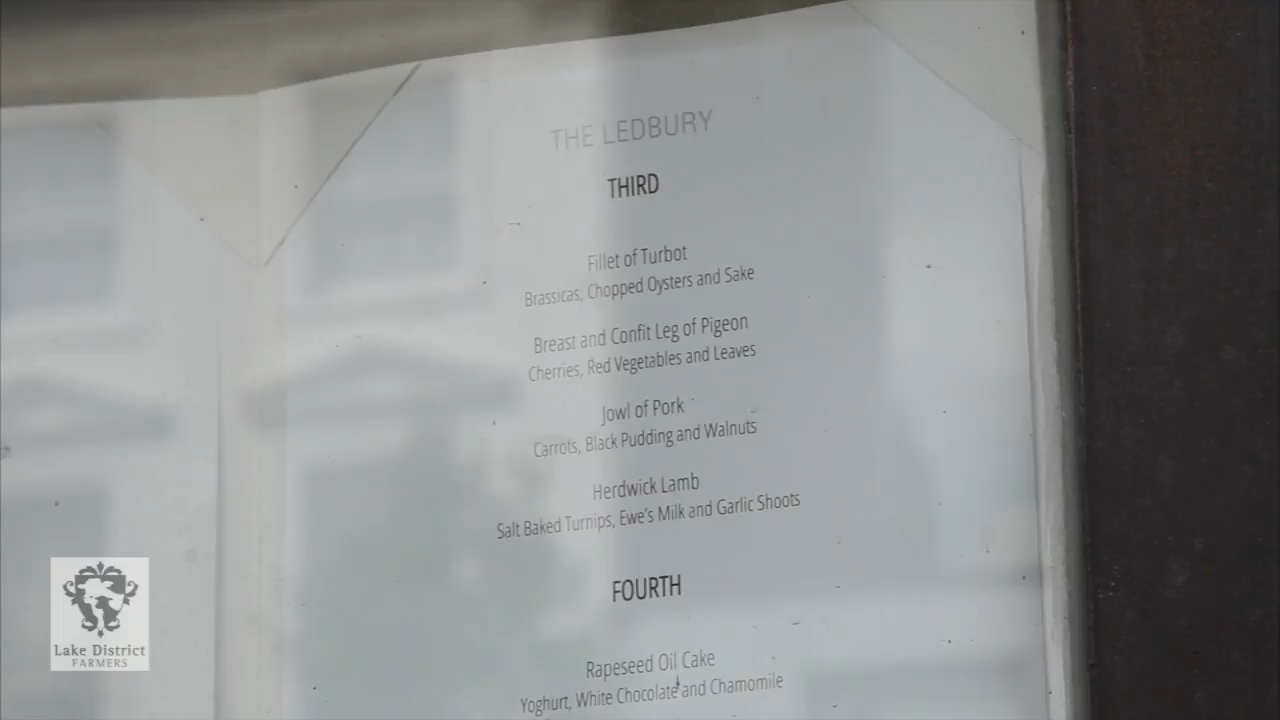 THE LEDBURY
THIRD
Fillet of Turbot
Brassicas, Chopped Oysters and Sake
Breast and Confit Leg of Pigeon
Cherries, Red Vegetables and Leaves
Jowl of Pork
Carrots, Black Pudding and Walnuts
Herdwick Lamb
Salt Baked Turnips, Ewe's Milk and Garlic Shoots
FOURTH
Rapeseed Oil Cake
Yoghurt, White Chocolate and Chamomile
Lake District
FARMERS